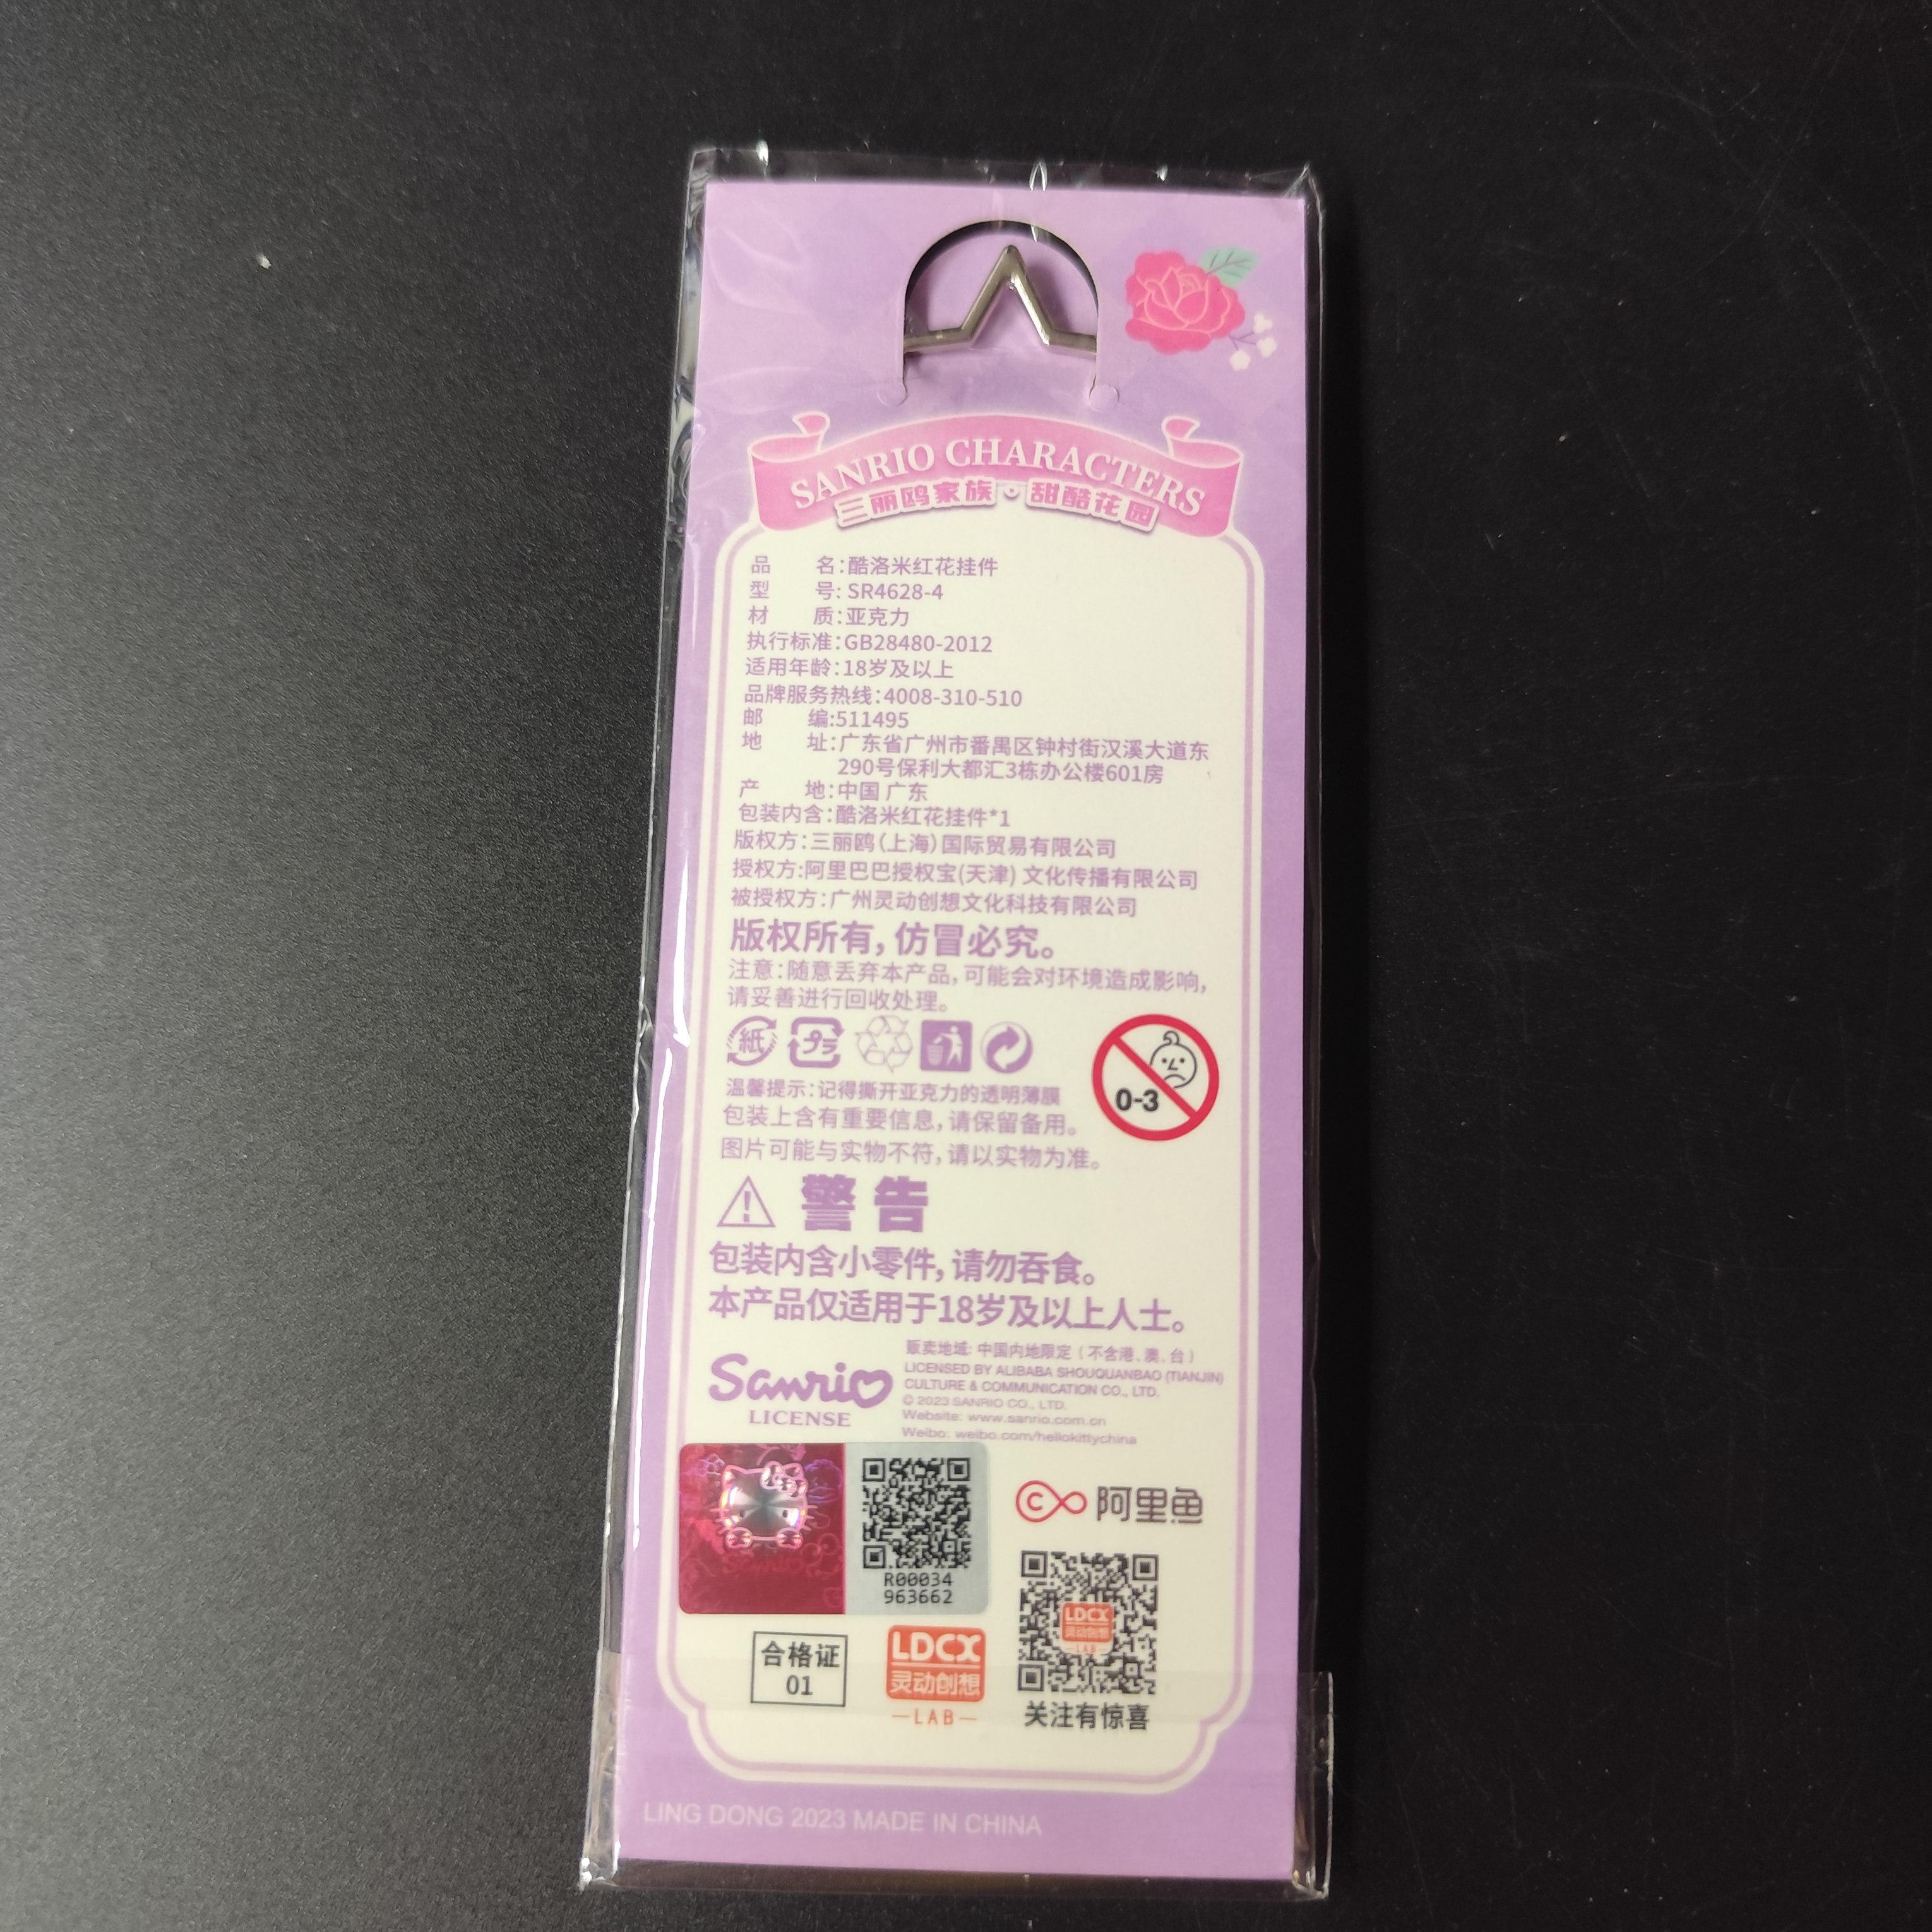 SANRIO CHARACTERS
三丽鸥家族·甜酷花园
品 名:酷洛米红花挂件
型 号: SR4628-4
材 质:亚克力
执行标准:GB28480-2012
适用年龄:18岁及以上
品牌服务热线:4008-310-510
邮 编:511495
地 址:广东省广州市番禺区钟村街汉溪大道东
290号保利大都汇3栋办公楼601房
产 地:中国 广东
包装内含:酷洛米红花挂件*1
版权方:三丽鸥(上海)国际贸易有限公司
授权方:阿里巴巴授权宝(天津) 文化传播有限公司
被授权方:广州灵动创想文化科技有限公司
版权所有,仿冒必究。
注意:随意丢弃本产品,可能会对环境造成影响,
请妥善进行回收处理。
紙 プラ
0-3
温馨提示:记得撕开亚克力的透明薄膜
包装上含有重要信息,请保留备用。
图片可能与实物不符,请以实物为准。
警告
包装内含小零件,请勿吞食。
本产品仅适用于18岁及以上人士。
Sanrio
LICENSE
贩卖地域: 中国内地限定 ( 不含港、澳、台 )
LICENSED BY ALIBABA SHOUQUANBAO (TIANJIN)
CULTURE & COMMUNICATION CO., LTD.
© 2023 SANRIO CO., LTD.
Website: www.sanrio.com.cn
Weibo: weibo.com/hellokittychina
R00034
963662
阿里鱼
合格证
01
LDCX
灵动创想
—LAB—
LDCX
灵动创想
LAB
关注有惊喜
LING DONG 2023 MADE IN CHINA